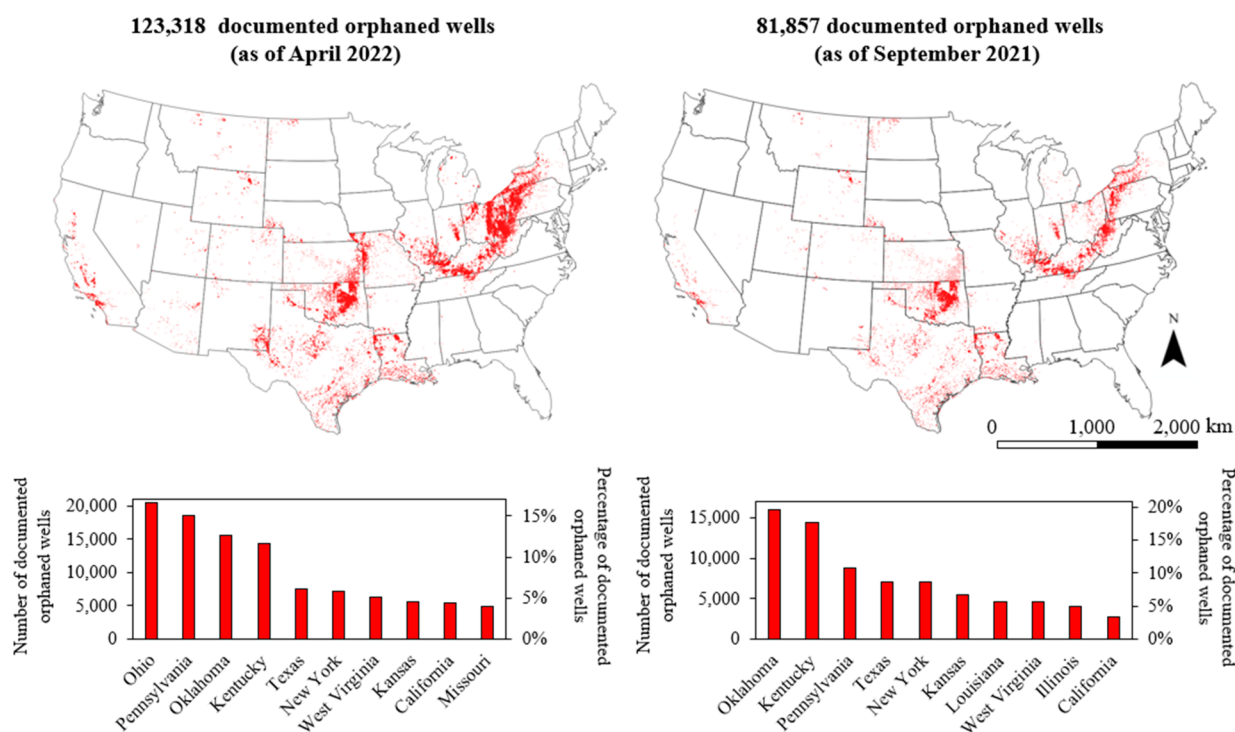 123,318 documented orphaned wells
(as of April 2022)
81,857 documented orphaned wells
(as of September 2021)
N
0 1,000 2,000 km
Number of documented
orphaned wells
20,000
15,000
10,000
5,000
0
15%
10%
5%
0%
Percentage of documented
orphaned wells
Ohio
Pennsylvania
Oklahoma
Kentucky
Texas
New York
West Virginia
Kansas
California
Missouri
Number of documented
orphaned wells
15,000
10,000
5,000
0
20%
15%
10%
5%
0%
Percentage of documented
orphaned wells
Oklahoma
Kentucky
Pennsylvania
Texas
New York
Kansas
Louisiana
West Virginia
Illinois
California